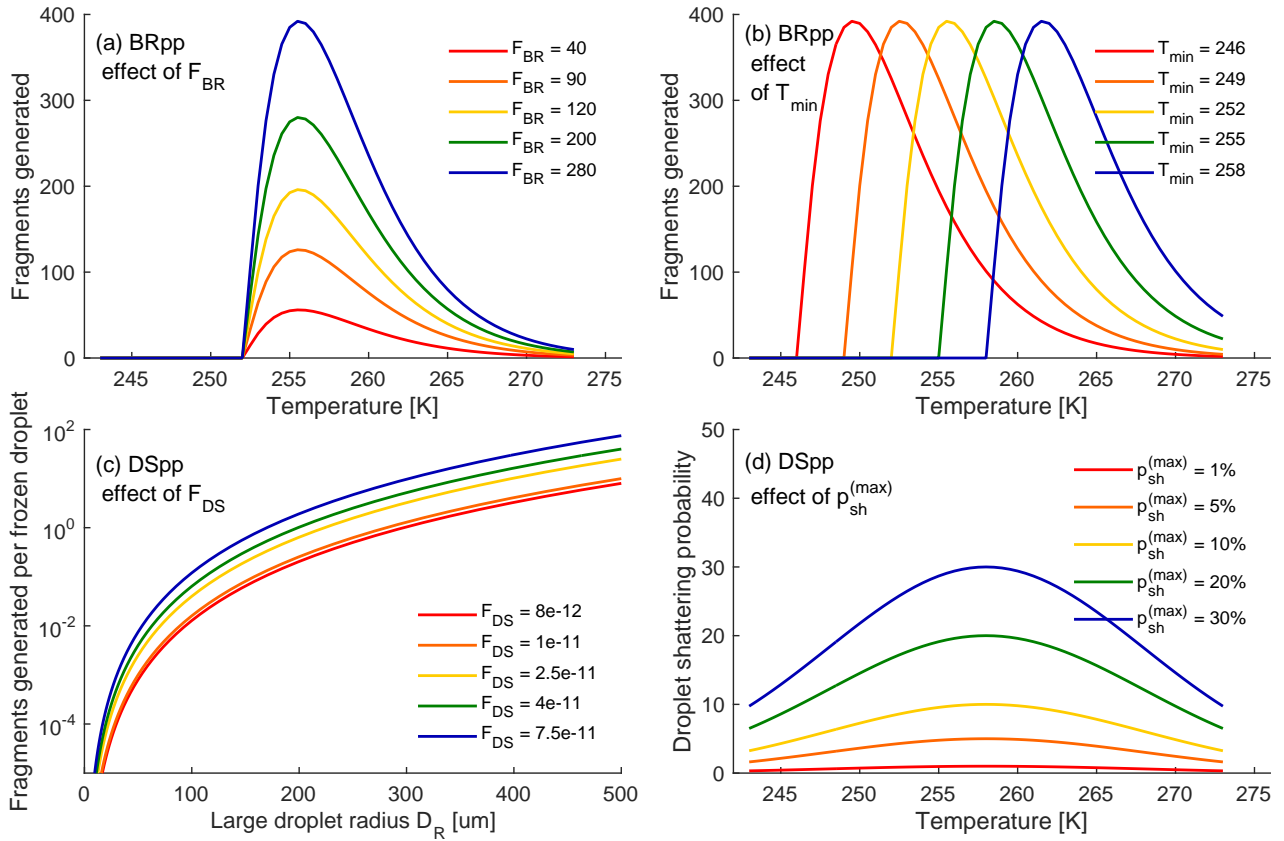 (a) BRpp
effect of F_BR
F_BR = 40
F_BR = 90
F_BR = 120
F_BR = 200
F_BR = 280
Fragments generated
400
300
200
100
0
245 250 255 260 265 270 275
Temperature [K]
(b) BRpp
effect
of T_min
T_min = 246
T_min = 249
T_min = 252
T_min = 255
T_min = 258
Fragments generated
400
300
200
100
0
245 250 255 260 265 270 275
Temperature [K]
(c) DSpp
effect of F_DS
F_DS = 8e-12
F_DS = 1e-11
F_DS = 2.5e-11
F_DS = 4e-11
F_DS = 7.5e-11
Fragments generated per frozen droplet
10^2
10^0
10^-2
10^-4
0 100 200 300 400 500
Large droplet radius D_R [um]
(d) DSpp
effect of p_sh^(max)
p_sh^(max) = 1%
p_sh^(max) = 5%
p_sh^(max) = 10%
p_sh^(max) = 20%
p_sh^(max) = 30%
Droplet shattering probability
50
40
30
20
10
0
245 250 255 260 265 270 275
Temperature [K]